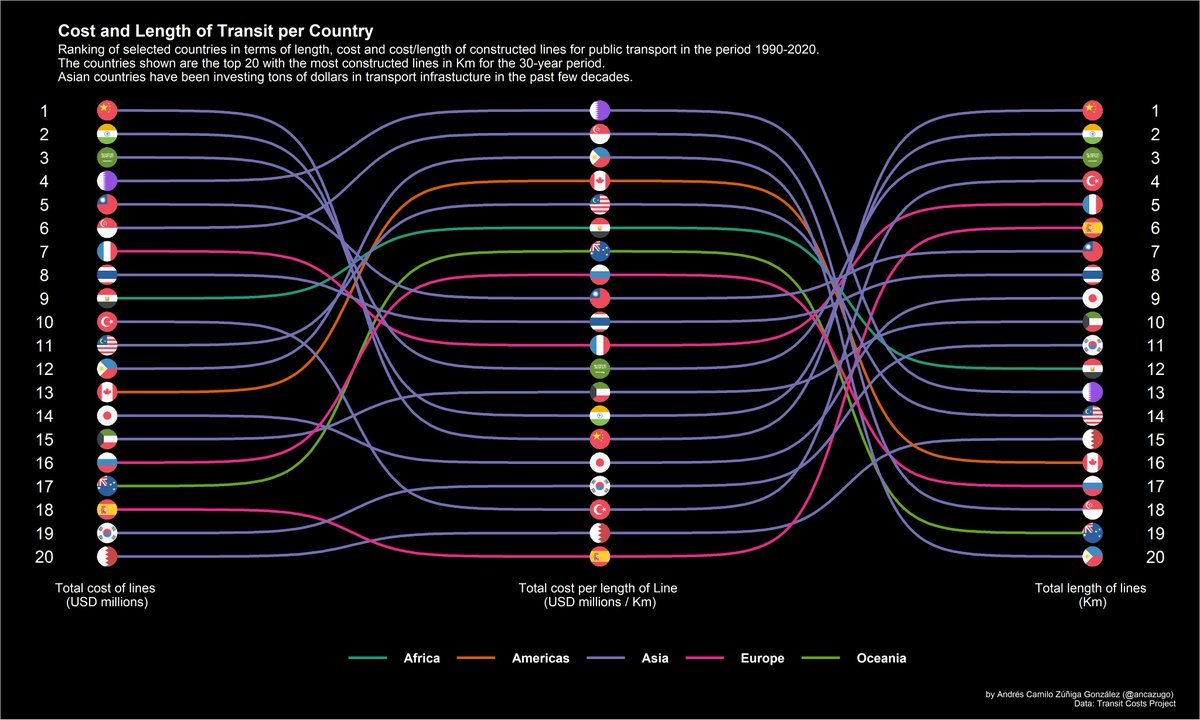 Cost and Length of Transit per Country
Ranking of selected countries in terms of length, cost and cost/length of constructed lines for public transport in the period 1990-2020.
The countries shown are the top 20 with the most constructed lines in Km for the 30-year period.
Asian countries have been investing tons of dollars in transport infrastucture in the past few decades.
1 1
2 2
3 3
4 4
5 5
6 6
7 7
8 8
9 9
10 10
11 11
12 12
13 13
14 14
15 15
16 16
17 17
18 18
19 19
20 20
Total cost of lines
(USD millions)
Total cost per length of Line
(USD millions / Km)
Total length of lines
(Km)
Africa Americas Asia Europe Oceania
by Andrés Camilo Zúñiga González (@ancazugo)
Data: Transit Costs Project